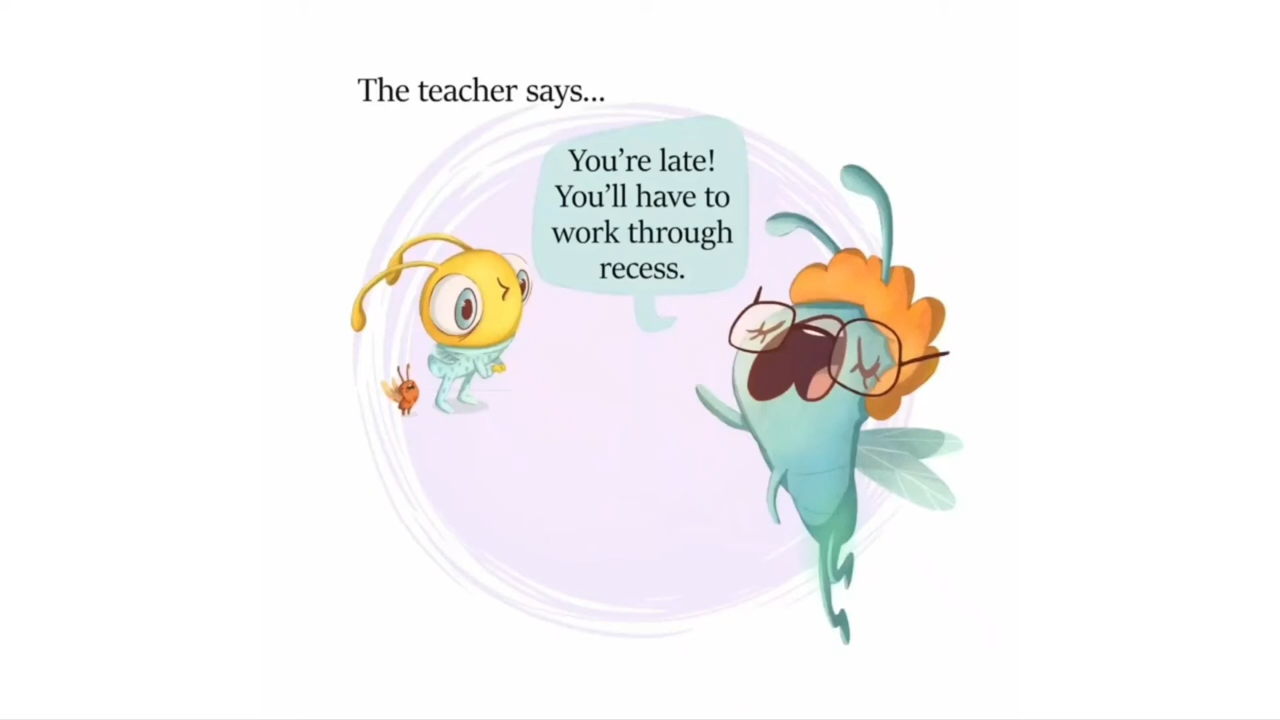 The teacher says...
You’re late!
You’ll have to
work through
recess.